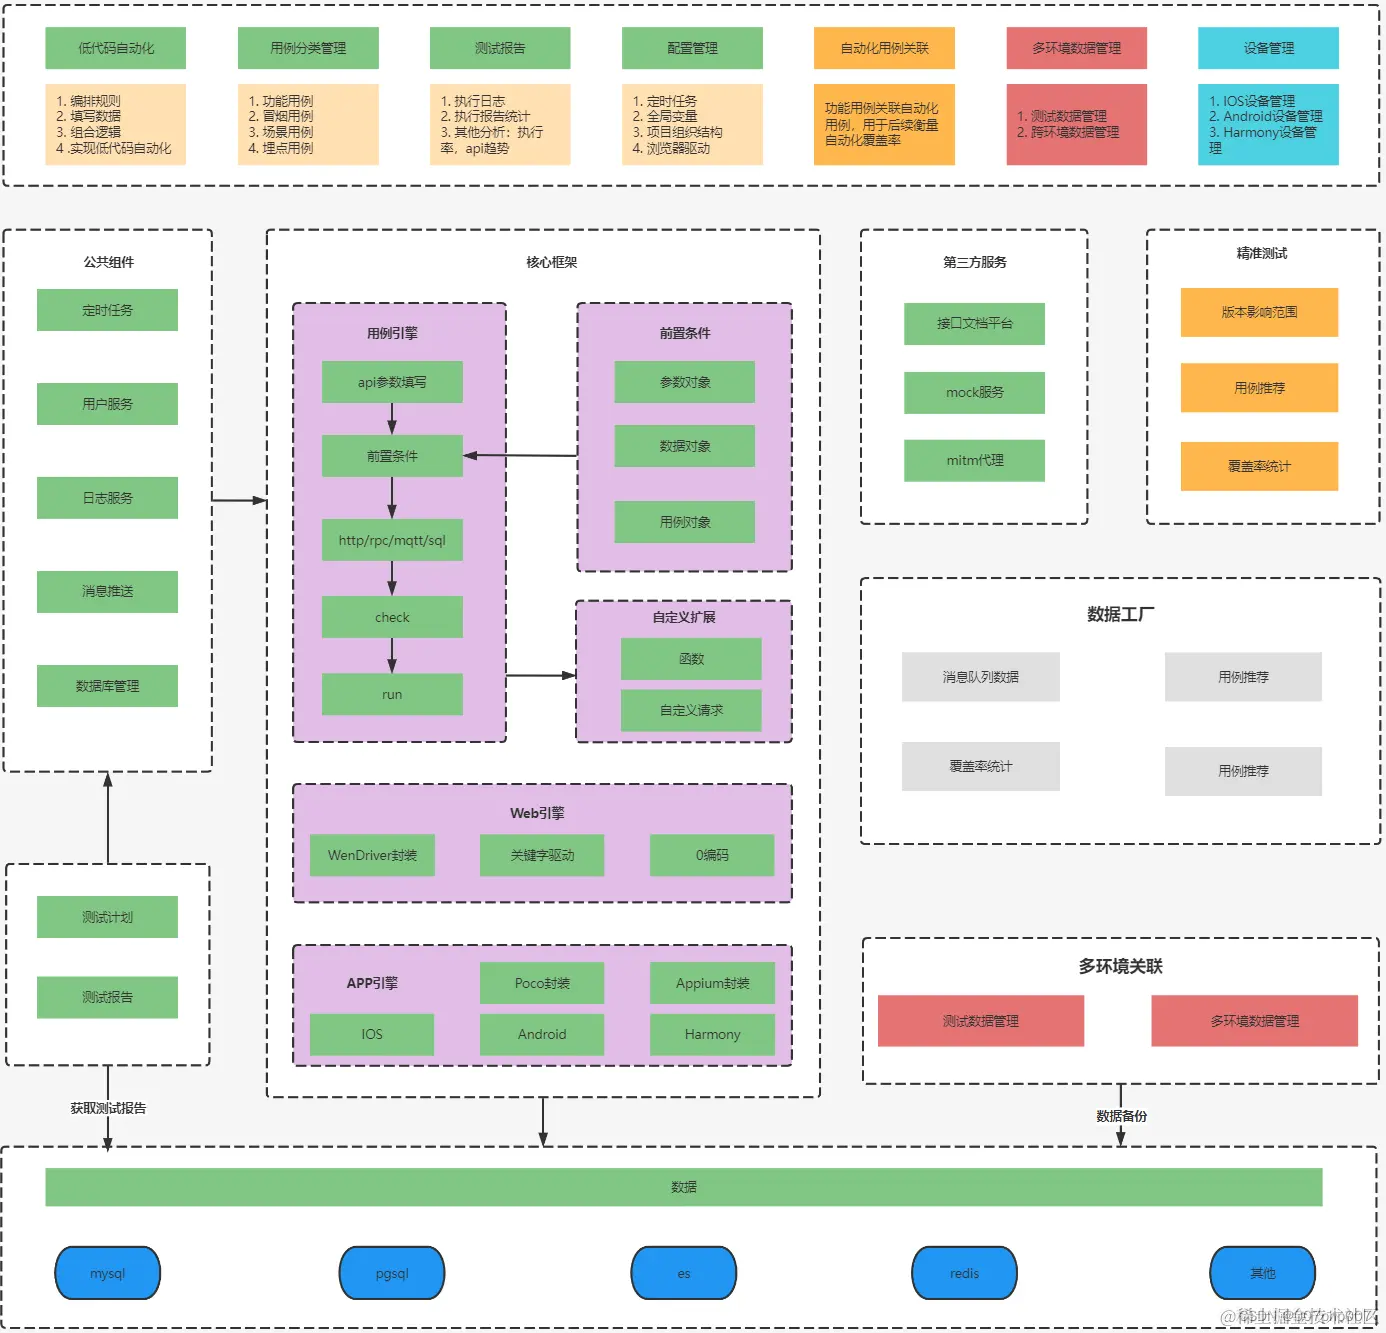 低代码自动化
用例分类管理
测试报告
配置管理
自动化用例关联
多环境数据管理
设备管理
1. 编排规则
2. 填写数据
3. 组合逻辑
4 .实现低代码自动化
1. 功能用例
2. 冒烟用例
3. 场景用例
4. 埋点用例
1. 执行日志
2. 执行报告统计
3. 其他分析：执行
率，api趋势
1. 定时任务
2. 全局变量
3. 项目组织结构
4. 浏览器驱动
功能用例关联自动化
用例，用于后续衡量
自动化覆盖率
1. 测试数据管理
2. 跨环境数据管理
1. IOS设备管理
2. Android设备管理
3. Harmony设备管
理
公共组件
定时任务
用户服务
日志服务
消息推送
数据库管理
测试计划
测试报告
获取测试报告
核心框架
用例引擎
api参数填写
前置条件
http/rpc/mqtt/sql
check
run
前置条件
参数对象
数据对象
用例对象
自定义扩展
函数
自定义请求
Web引擎
WenDriver封装
关键字驱动
0编码
APP引擎
Poco封装
Appium封装
IOS
Android
Harmony
第三方服务
接口文档平台
mock服务
mitm代理
精准测试
版本影响范围
用例推荐
覆盖率统计
数据工厂
消息队列数据
用例推荐
覆盖率统计
用例推荐
多环境关联
测试数据管理
多环境数据管理
数据备份
数据
mysql
pgsql
es
redis
其他